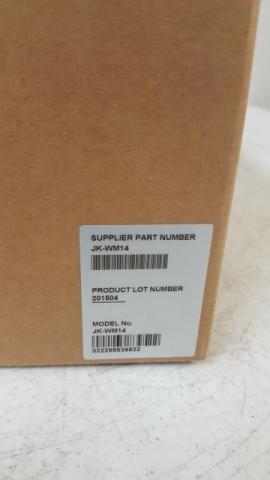 SUPPLIER PART NUMBER
JK-WM14
PRODUCT LOT NUMBER
201504
MODEL No.
JK-WM14
022265839622